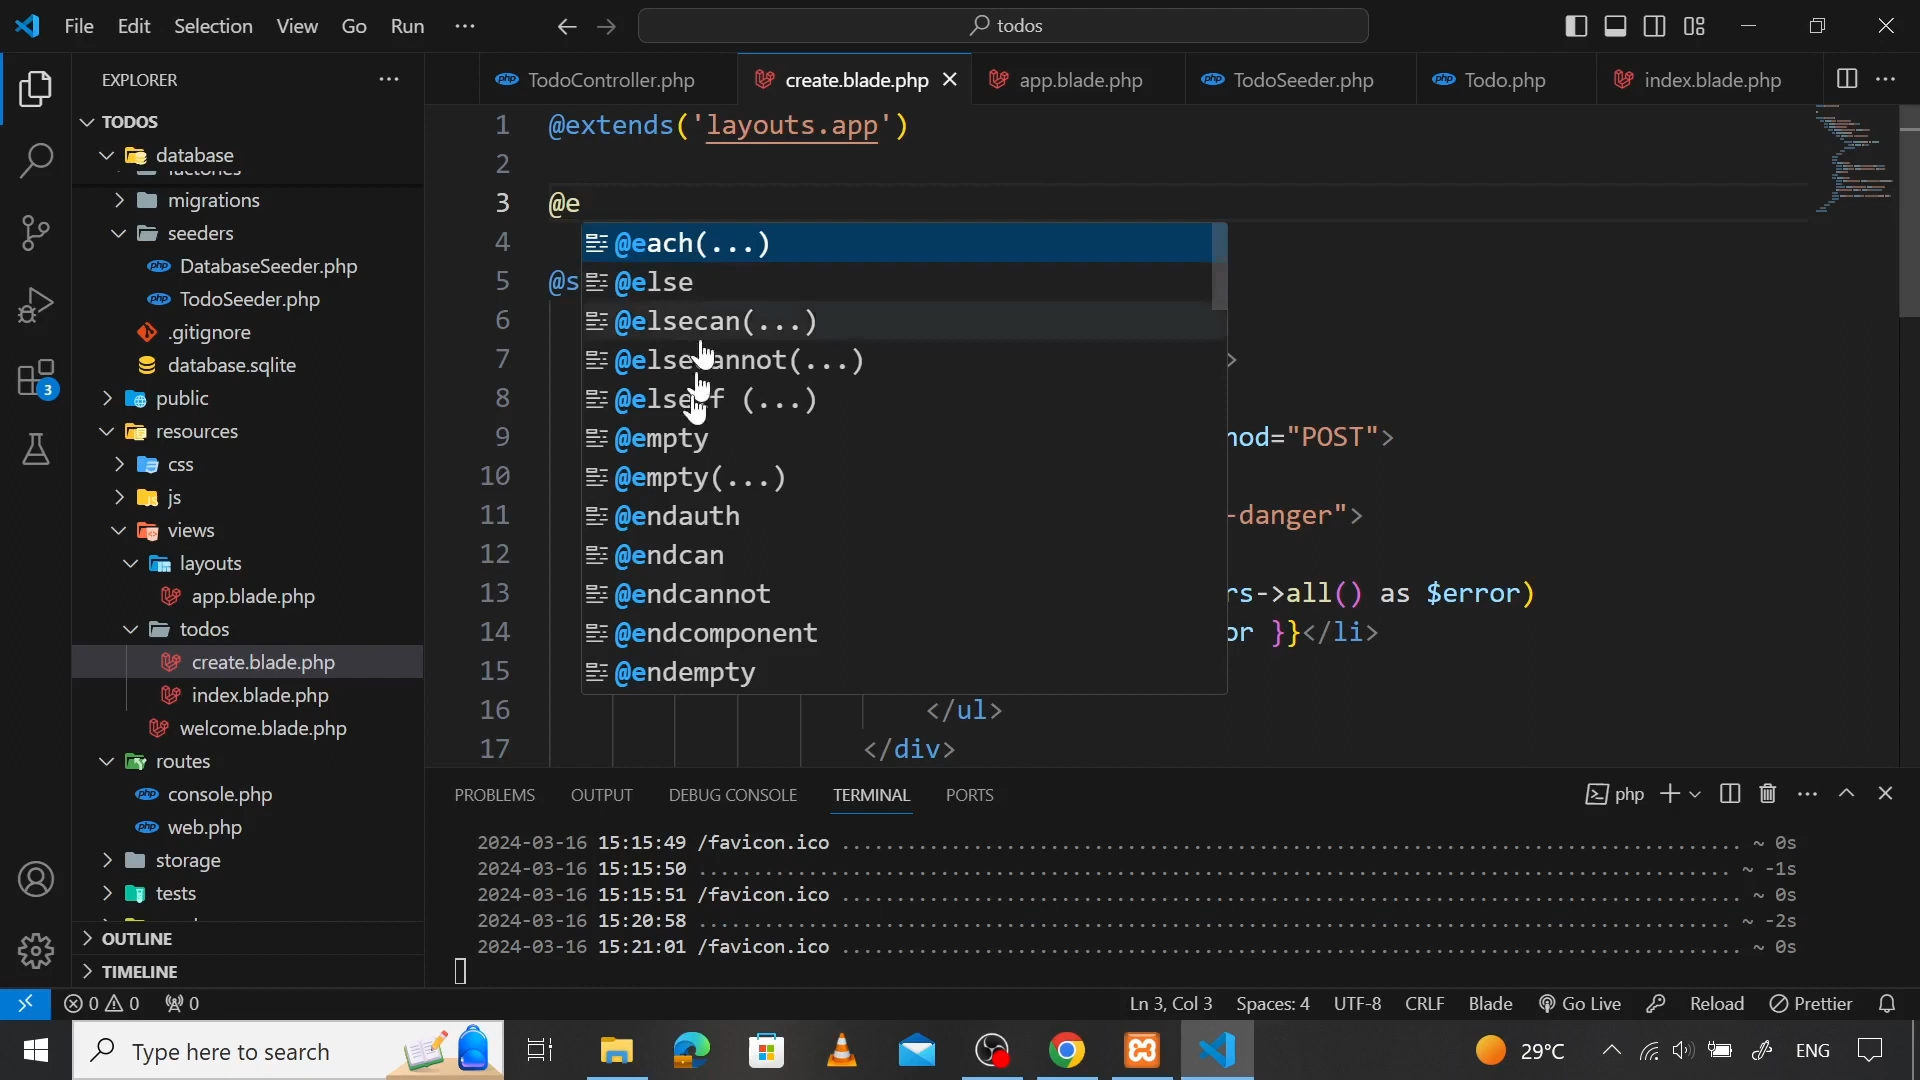 File Edit Selection View Go Run ··· todos
EXPLORER ···
TODOS
database
factories
migrations
seeders
DatabaseSeeder.php
TodoSeeder.php
.gitignore
database.sqlite
public
resources
css
js
views
layouts
app.blade.php
todos
create.blade.php
index.blade.php
welcome.blade.php
routes
console.php
web.php
storage
tests
OUTLINE
TIMELINE
3
TodoController.php create.blade.php app.blade.php TodoSeeder.php Todo.php index.blade.php
1 @extends('layouts.app')
2
3 @e
4
5 @s
6
7 >
8
9 nod="POST">
10
11 -danger">
12
13 rs->all() as $error)
14 or }}</li>
15
16 </ul>
17 </div>
@each(...)
@else
@elsecan(...)
@elsecannot(...)
@elseif (...)
@empty
@empty(...)
@endauth
@endcan
@endcannot
@endcomponent
@endempty
PROBLEMS OUTPUT DEBUG CONSOLE TERMINAL PORTS php
2024-03-16 15:15:49 /favicon.ico ........ ~ 0s
2024-03-16 15:15:50 ........ ~ -1s
2024-03-16 15:15:51 /favicon.ico ........ ~ 0s
2024-03-16 15:20:58 ........ ~ -2s
2024-03-16 15:21:01 /favicon.ico ........ ~ 0s
0 0 0 Ln 3, Col 3 Spaces: 4 UTF-8 CRLF Blade Go Live Reload Prettier
Type here to search 29°C ENG